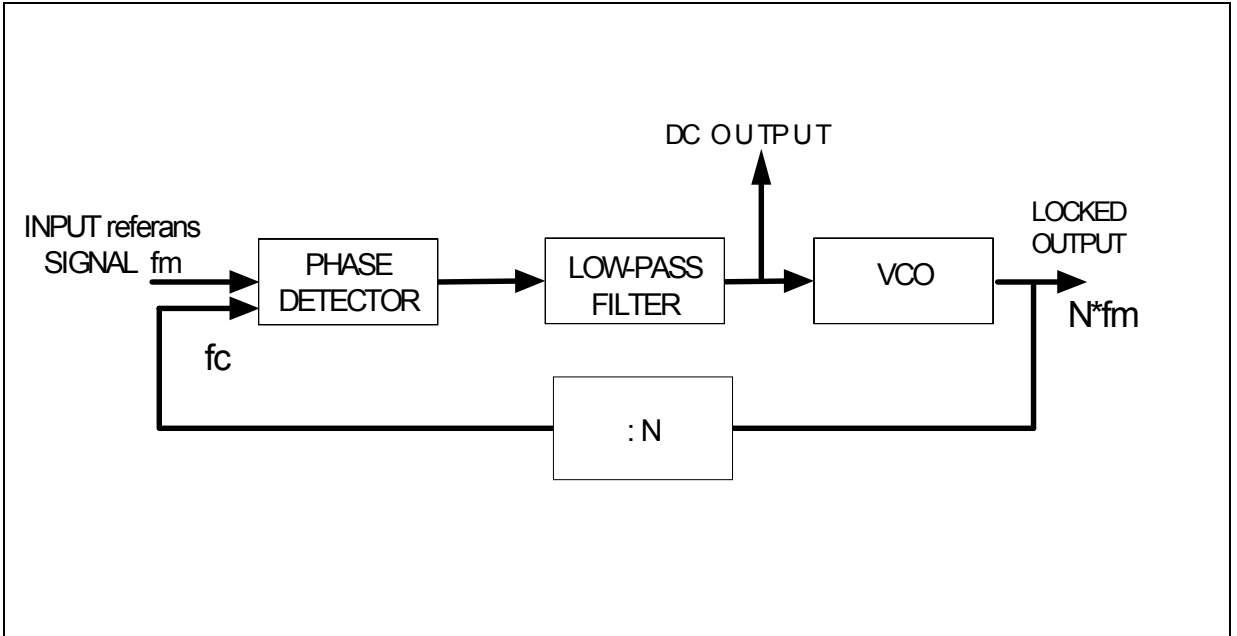 DC OUTPUT
INPUT referans
SIGNAL fm
PHASE
DETECTOR
LOW-PASS
FILTER
VCO
LOCKED
OUTPUT
N*fm
fc
: N